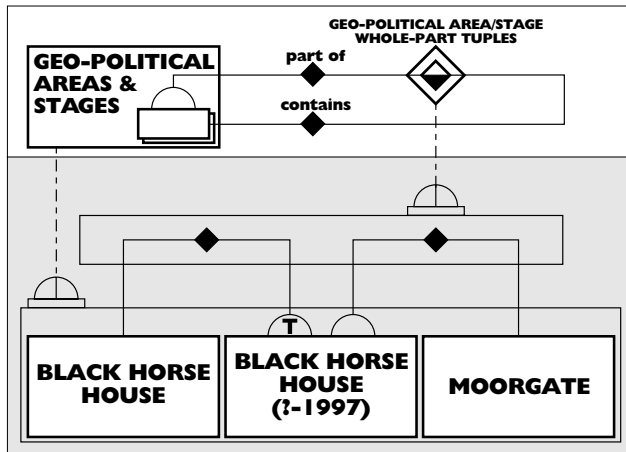 GEO-POLITICAL AREA/STAGE
WHOLE-PART TUPLES
GEO-POLITICAL
AREAS &
STAGES
part of
contains
T
BLACK HORSE
HOUSE
BLACK HORSE
HOUSE
(?-1997)
MOORGATE